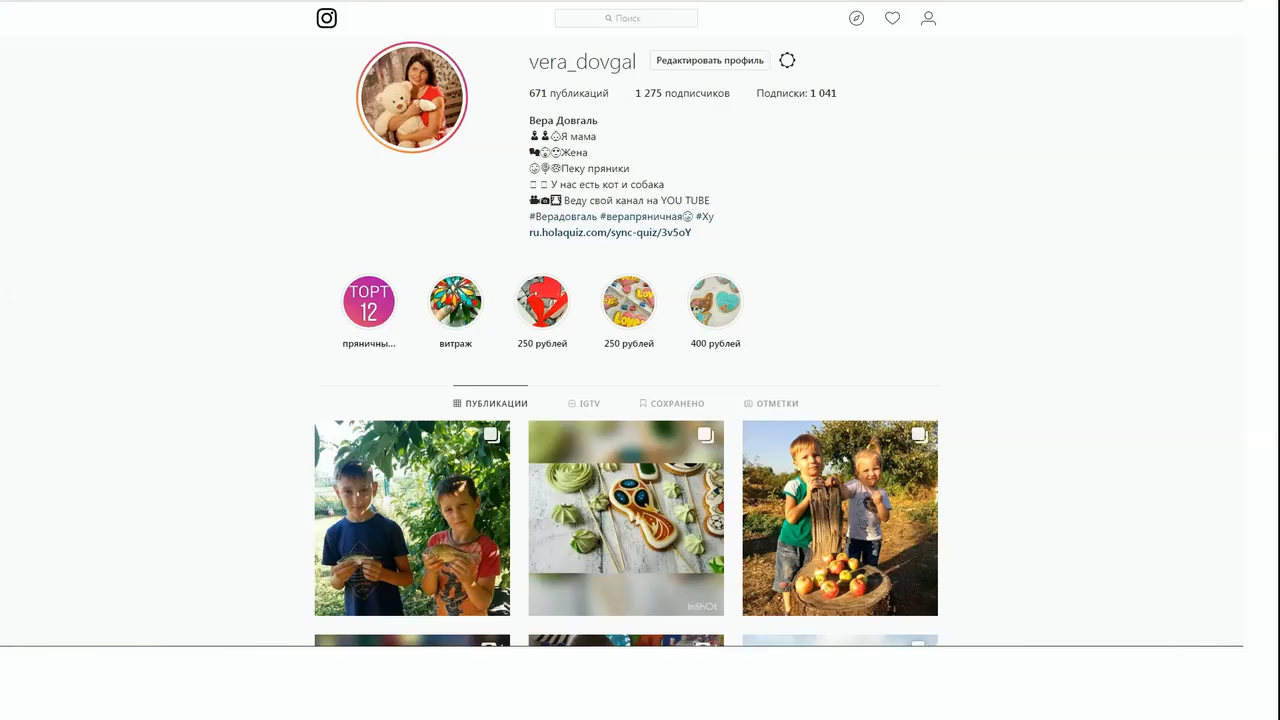 Поиск
vera_dovgal Редактировать профиль
671 публикаций 1 275 подписчиков Подписки: 1 041
Вера Довгаль
Я мама
Жена
Пеку пряники
У нас есть кот и собака
Веду свой канал на YOU TUBE
#Верадовгаль #верапряничная #Ху
ru.holaquiz.com/sync-quiz/3v5oY
ТОРТ
12
Love
пряничны... витраж 250 рублей 250 рублей 400 рублей
ПУБЛИКАЦИИ IGTV СОХРАНЕНО ОТМЕТКИ
InShOt